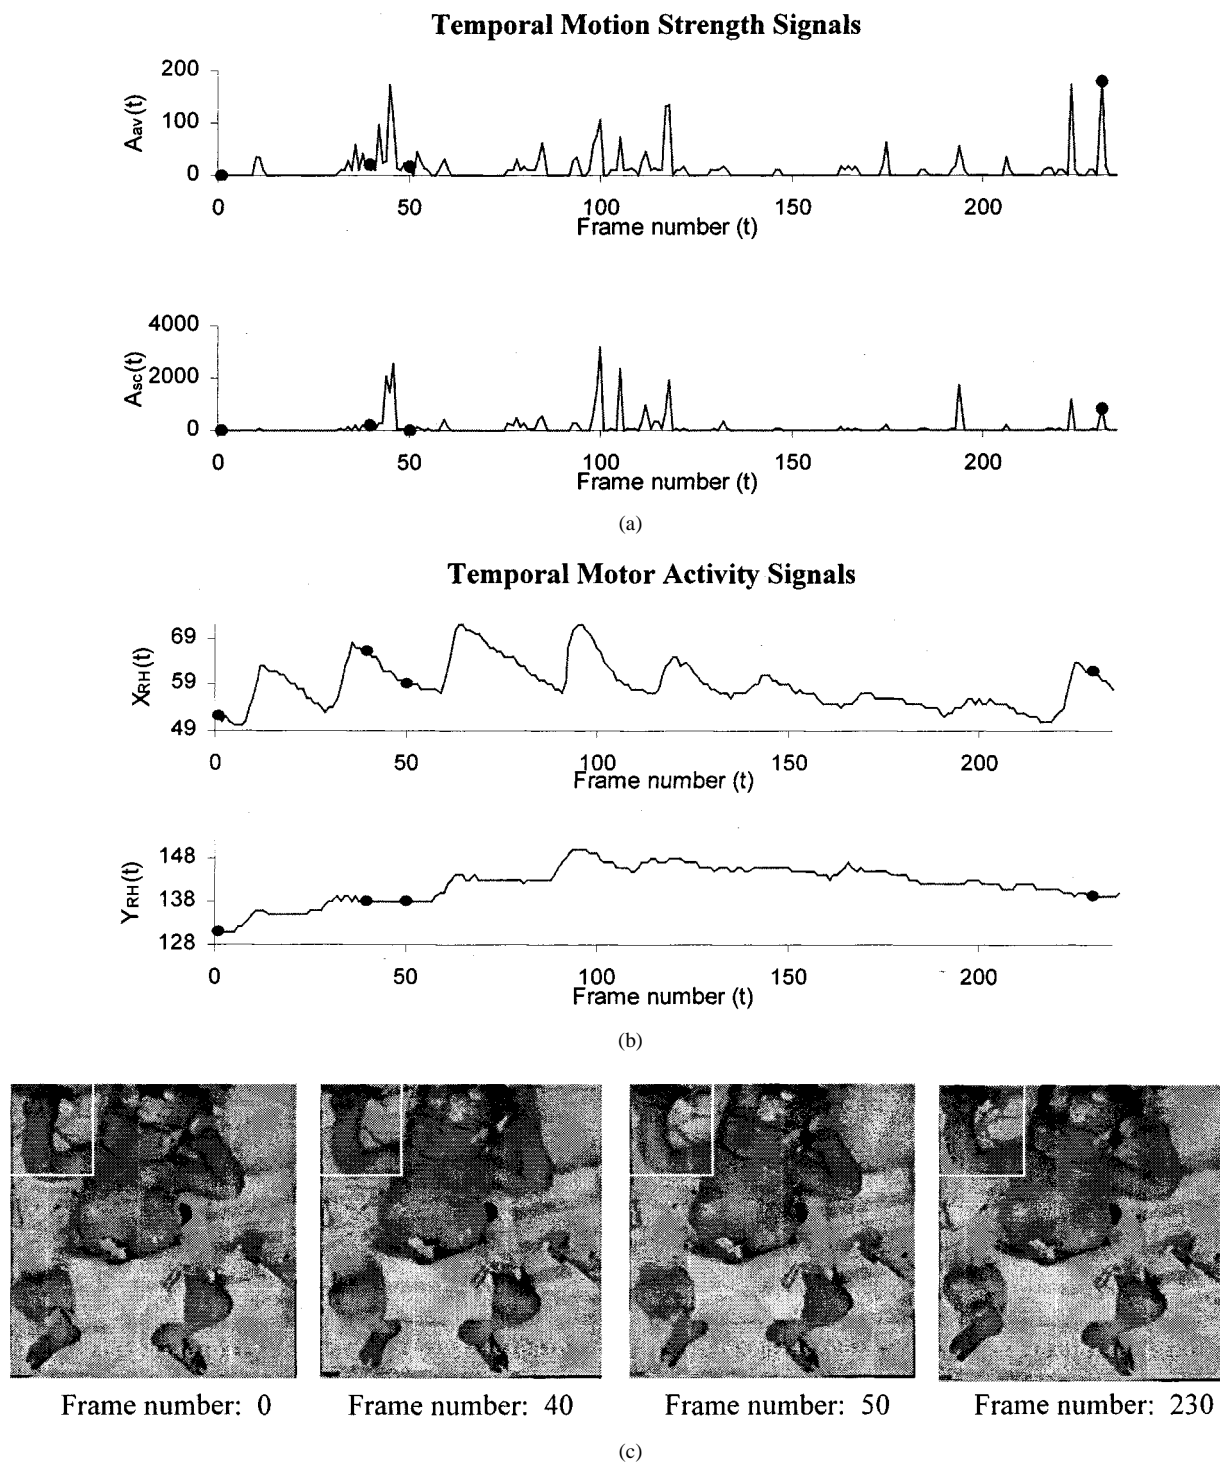 Temporal Motion Strength Signals
200
100
0
Aav(t)
0 50 100 150 200
Frame number (t)
4000
2000
0
Asc(t)
0 50 100 150 200
Frame number (t)
(a)
Temporal Motor Activity Signals
69
59
49
XRH(t)
0 50 100 150 200
Frame number (t)
148
138
128
YRH(t)
0 50 100 150 200
Frame number (t)
(b)
Frame number: 0 Frame number: 40 Frame number: 50 Frame number: 230
(c)